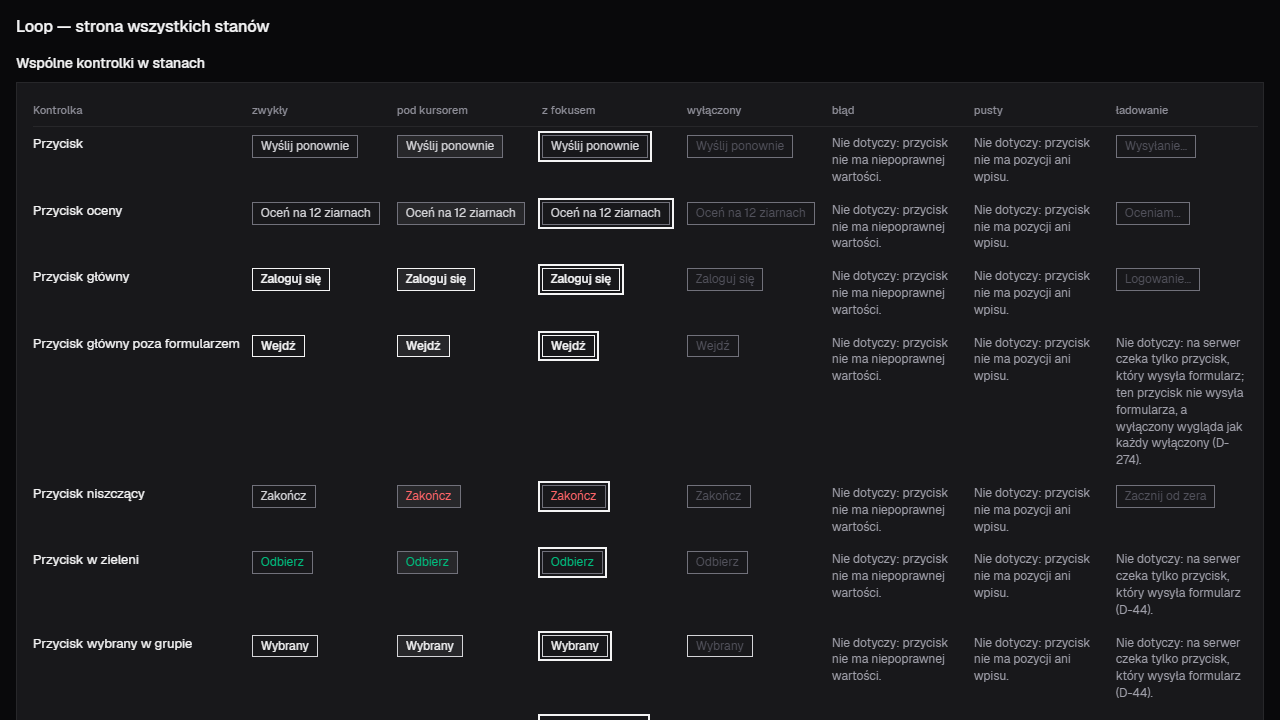 Loop — strona wszystkich stanów
Wspólne kontrolki w stanach
Kontrolka zwykły pod kursorem z fokusem wyłączony błąd pusty ładowanie
Przycisk Wyślij ponownie Wyślij ponownie Wyślij ponownie Wyślij ponownie Nie dotyczy: przycisk Nie dotyczy: przycisk Wysyłanie...
nie ma niepoprawnej nie ma pozycji ani
wartości. wpisu.
Przycisk oceny Oceń na 12 ziarnach Oceń na 12 ziarnach Oceń na 12 ziarnach Oceń na 12 ziarnach Nie dotyczy: przycisk Nie dotyczy: przycisk Oceniam...
nie ma niepoprawnej nie ma pozycji ani
wartości. wpisu.
Przycisk główny Zaloguj się Zaloguj się Zaloguj się Zaloguj się Nie dotyczy: przycisk Nie dotyczy: przycisk Logowanie...
nie ma niepoprawnej nie ma pozycji ani
wartości. wpisu.
Przycisk główny poza formularzem Wejdź Wejdź Wejdź Wejdź Nie dotyczy: przycisk Nie dotyczy: przycisk Nie dotyczy: na serwer
nie ma niepoprawnej nie ma pozycji ani czeka tylko przycisk,
wartości. wpisu. który wysyła formularz;
ten przycisk nie wysyła
formularza, a
wyłączony wygląda jak
każdy wyłączony (D-
274).
Przycisk niszczący Zakończ Zakończ Zakończ Zakończ Nie dotyczy: przycisk Nie dotyczy: przycisk Zacznij od zera
nie ma niepoprawnej nie ma pozycji ani
wartości. wpisu.
Przycisk w zieleni Odbierz Odbierz Odbierz Odbierz Nie dotyczy: przycisk Nie dotyczy: przycisk Nie dotyczy: na serwer
nie ma niepoprawnej nie ma pozycji ani czeka tylko przycisk,
wartości. wpisu. który wysyła formularz
(D-44).
Przycisk wybrany w grupie Wybrany Wybrany Wybrany Wybrany Nie dotyczy: przycisk Nie dotyczy: przycisk Nie dotyczy: na serwer
nie ma niepoprawnej nie ma pozycji ani czeka tylko przycisk,
wartości. wpisu. który wysyła formularz
(D-44).